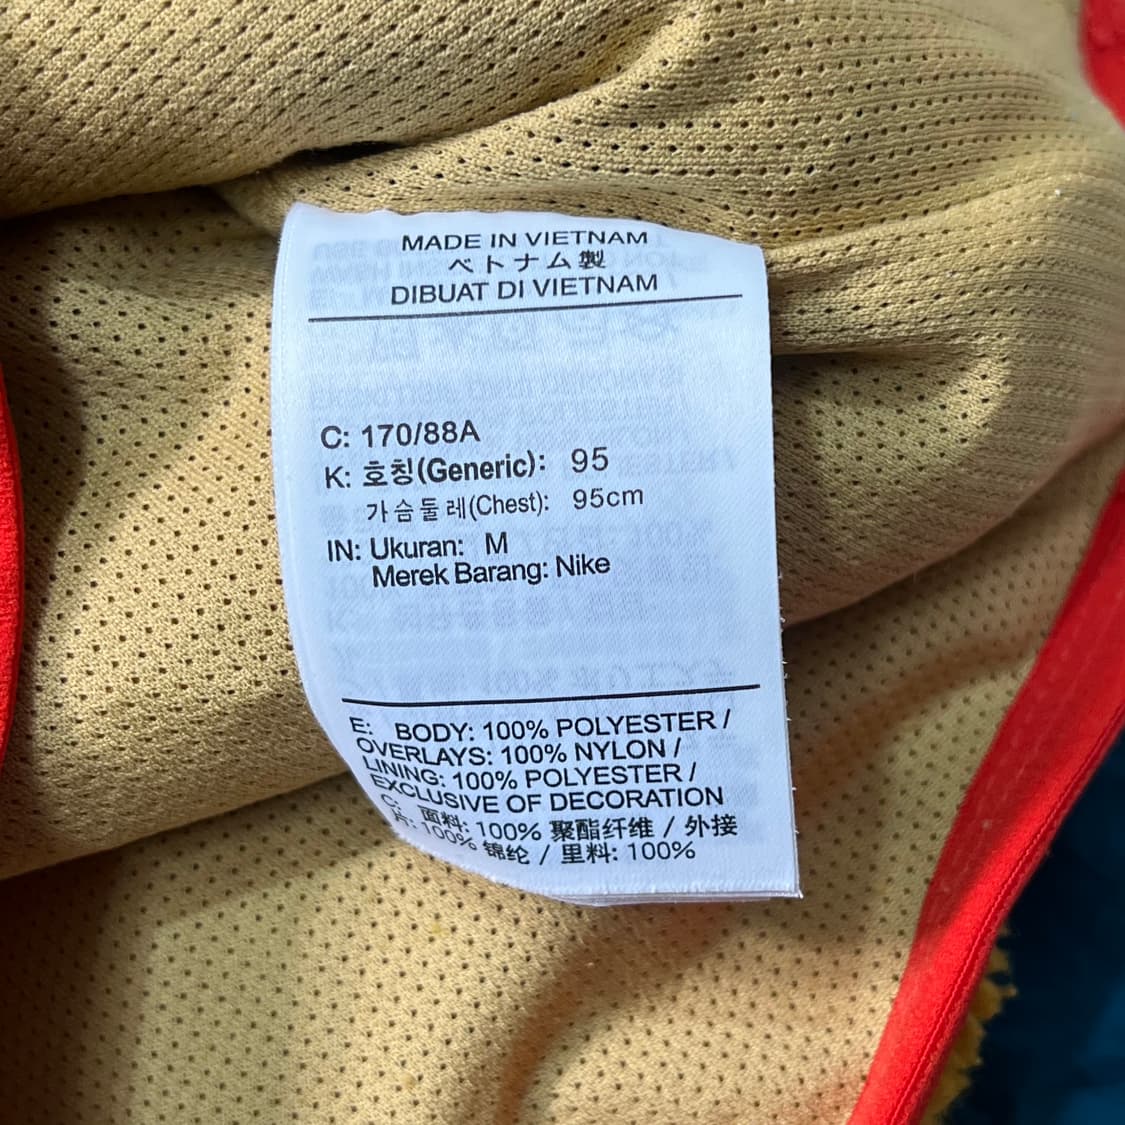 MADE IN VIETNAM
ベトナム製
DIBUAT DI VIETNAM
C: 170/88A
K: 호칭(Generic): 95
가슴둘레(Chest): 95cm
IN: Ukuran: M
Merek Barang: Nike
E: BODY: 100% POLYESTER /
OVERLAYS: 100% NYLON /
LINING: 100% POLYESTER /
EXCLUSIVE OF DECORATION
C: 面料: 100% 聚酯纤维 / 外接
片: 100% 锦纶 / 里料: 100%